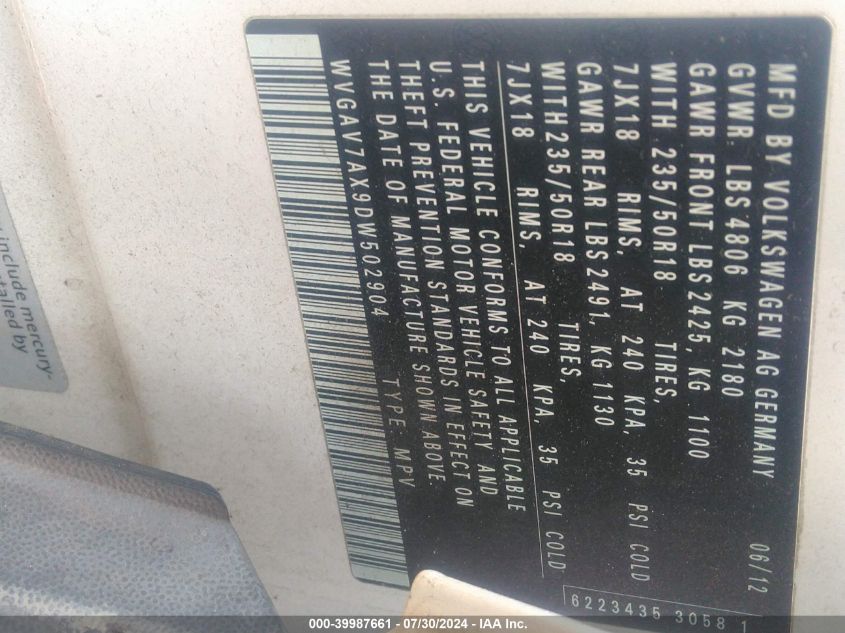 MFD BY VOLKSWAGEN AG GERMANY 06/12
GVWR: LBS 4806 KG 2180
GAWR FRONT LBS 2425, KG 1100
WITH 235/50R18 TIRES,
7JX18 RIMS, AT 240 KPA, 35 PSI COLD
GAWR REAR LBS 2491, KG 1130
WITH 235/50R18 TIRES,
7JX18 RIMS, AT 240 KPA, 35 PSI COLD
THIS VEHICLE CONFORMS TO ALL APPLICABLE
U.S. FEDERAL MOTOR VEHICLE SAFETY AND
THEFT PREVENTION STANDARDS IN EFFECT ON
THE DATE OF MANUFACTURE SHOWN ABOVE.
WVGAV7AX9DW502904 TYPE: MPV
6223435 3058 1
include mercury-
installed by
000-39987661 - 07/30/2024 - IAA Inc.